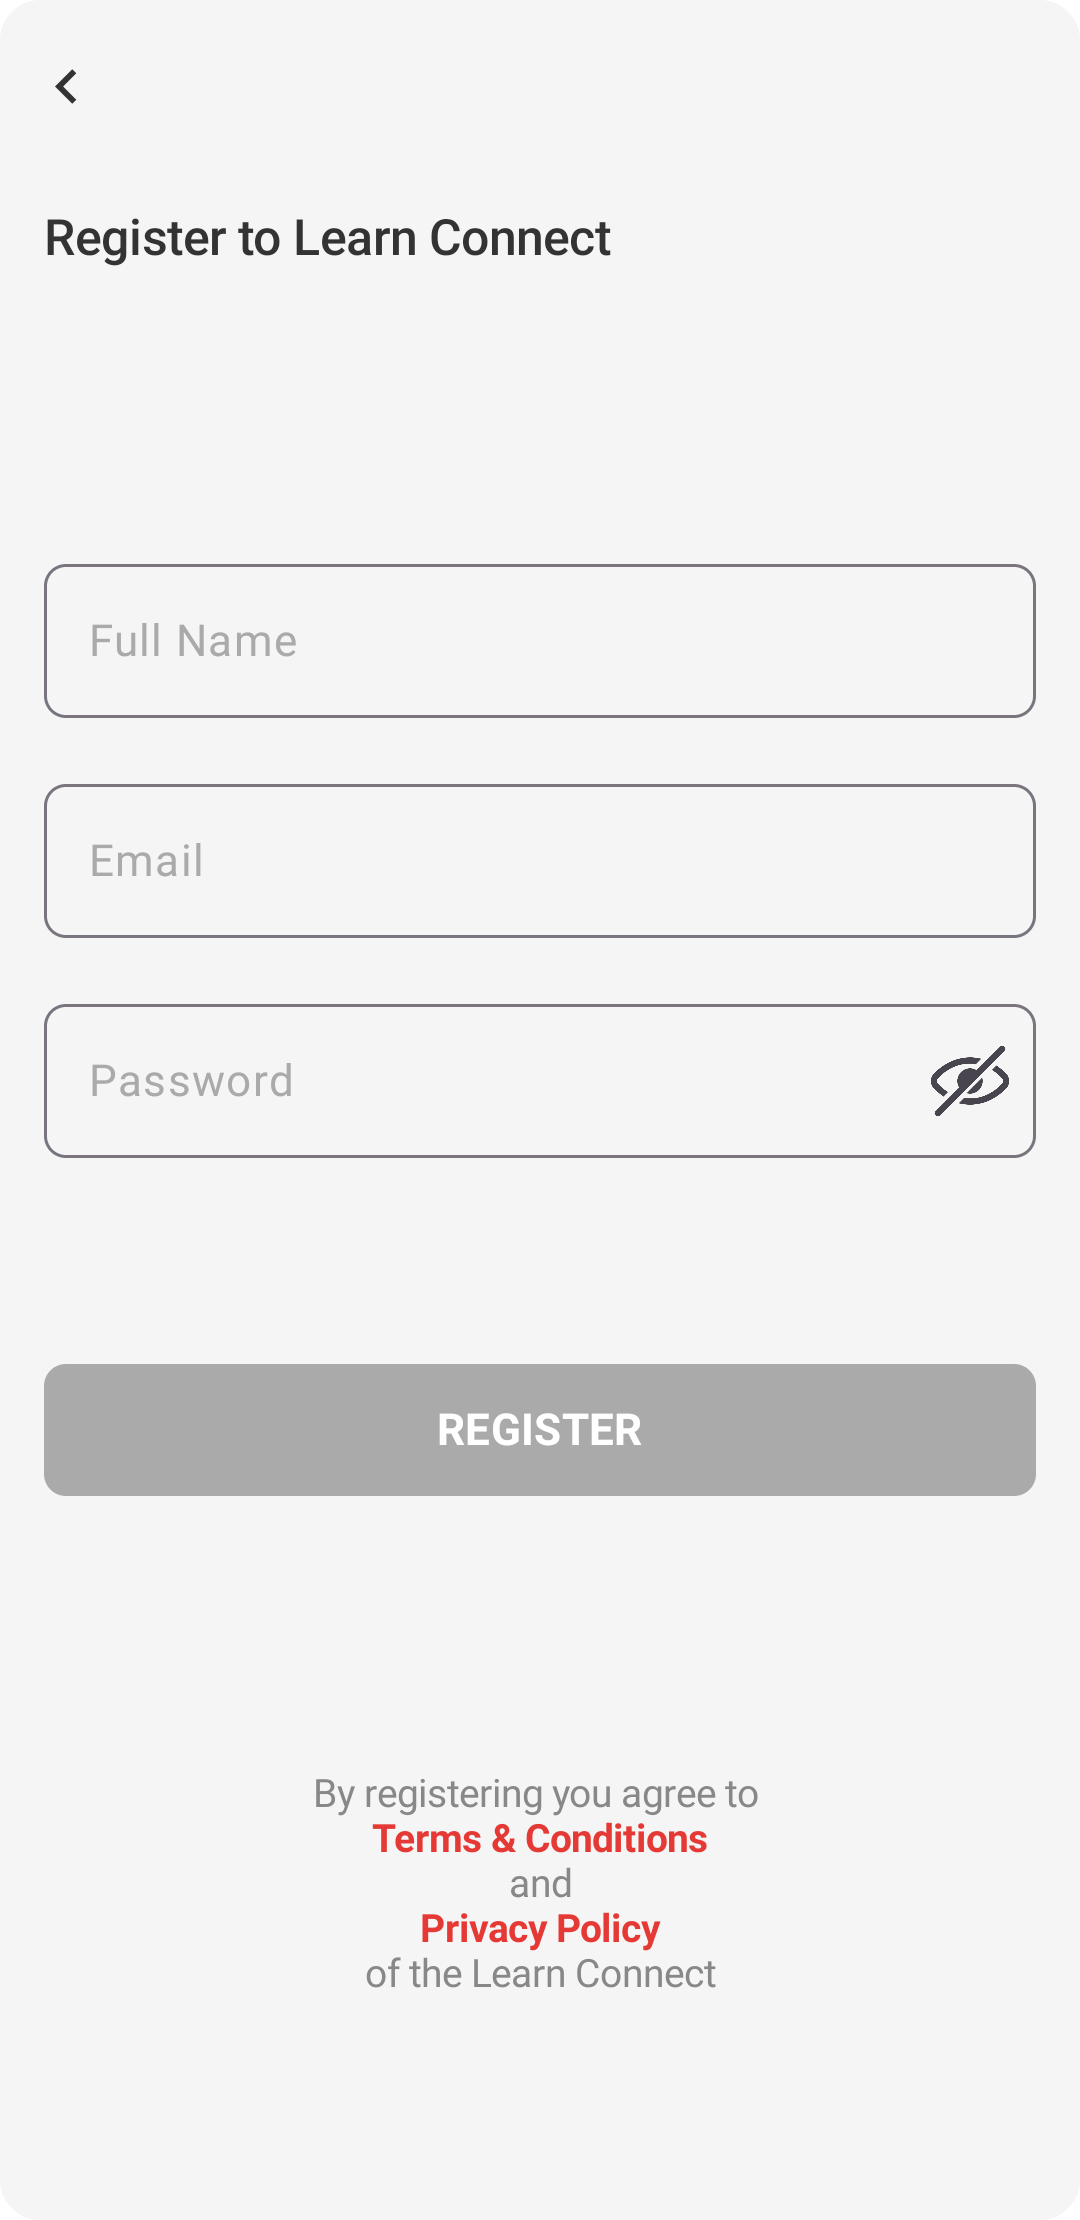 Register to Learn Connect
Full Name
Email
Password
REGISTER
By registering you agree to
Terms & Conditions
and
Privacy Policy
of the Learn Connect